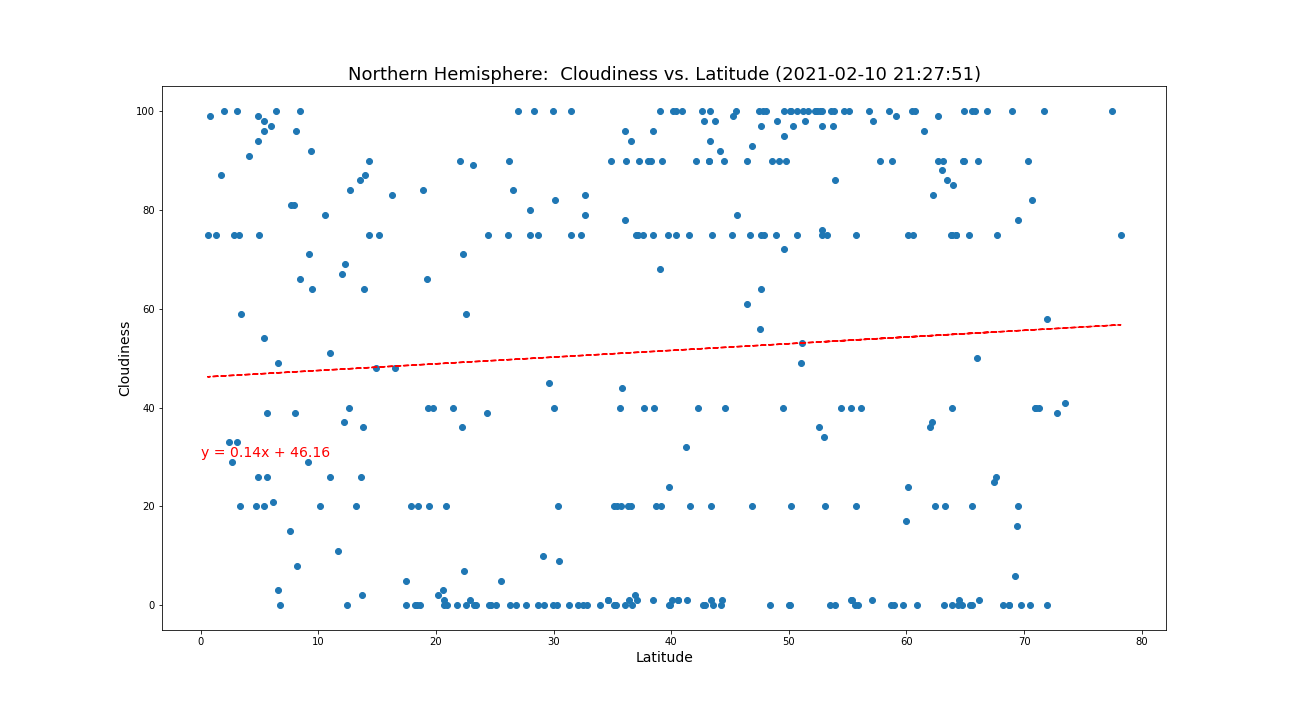 Northern Hemisphere:  Cloudiness vs. Latitude (2021-02-10 21:27:51)
100
80
60
40
20
0
Cloudiness
y = 0.14x + 46.16
0 10 20 30 40 50 60 70 80
Latitude